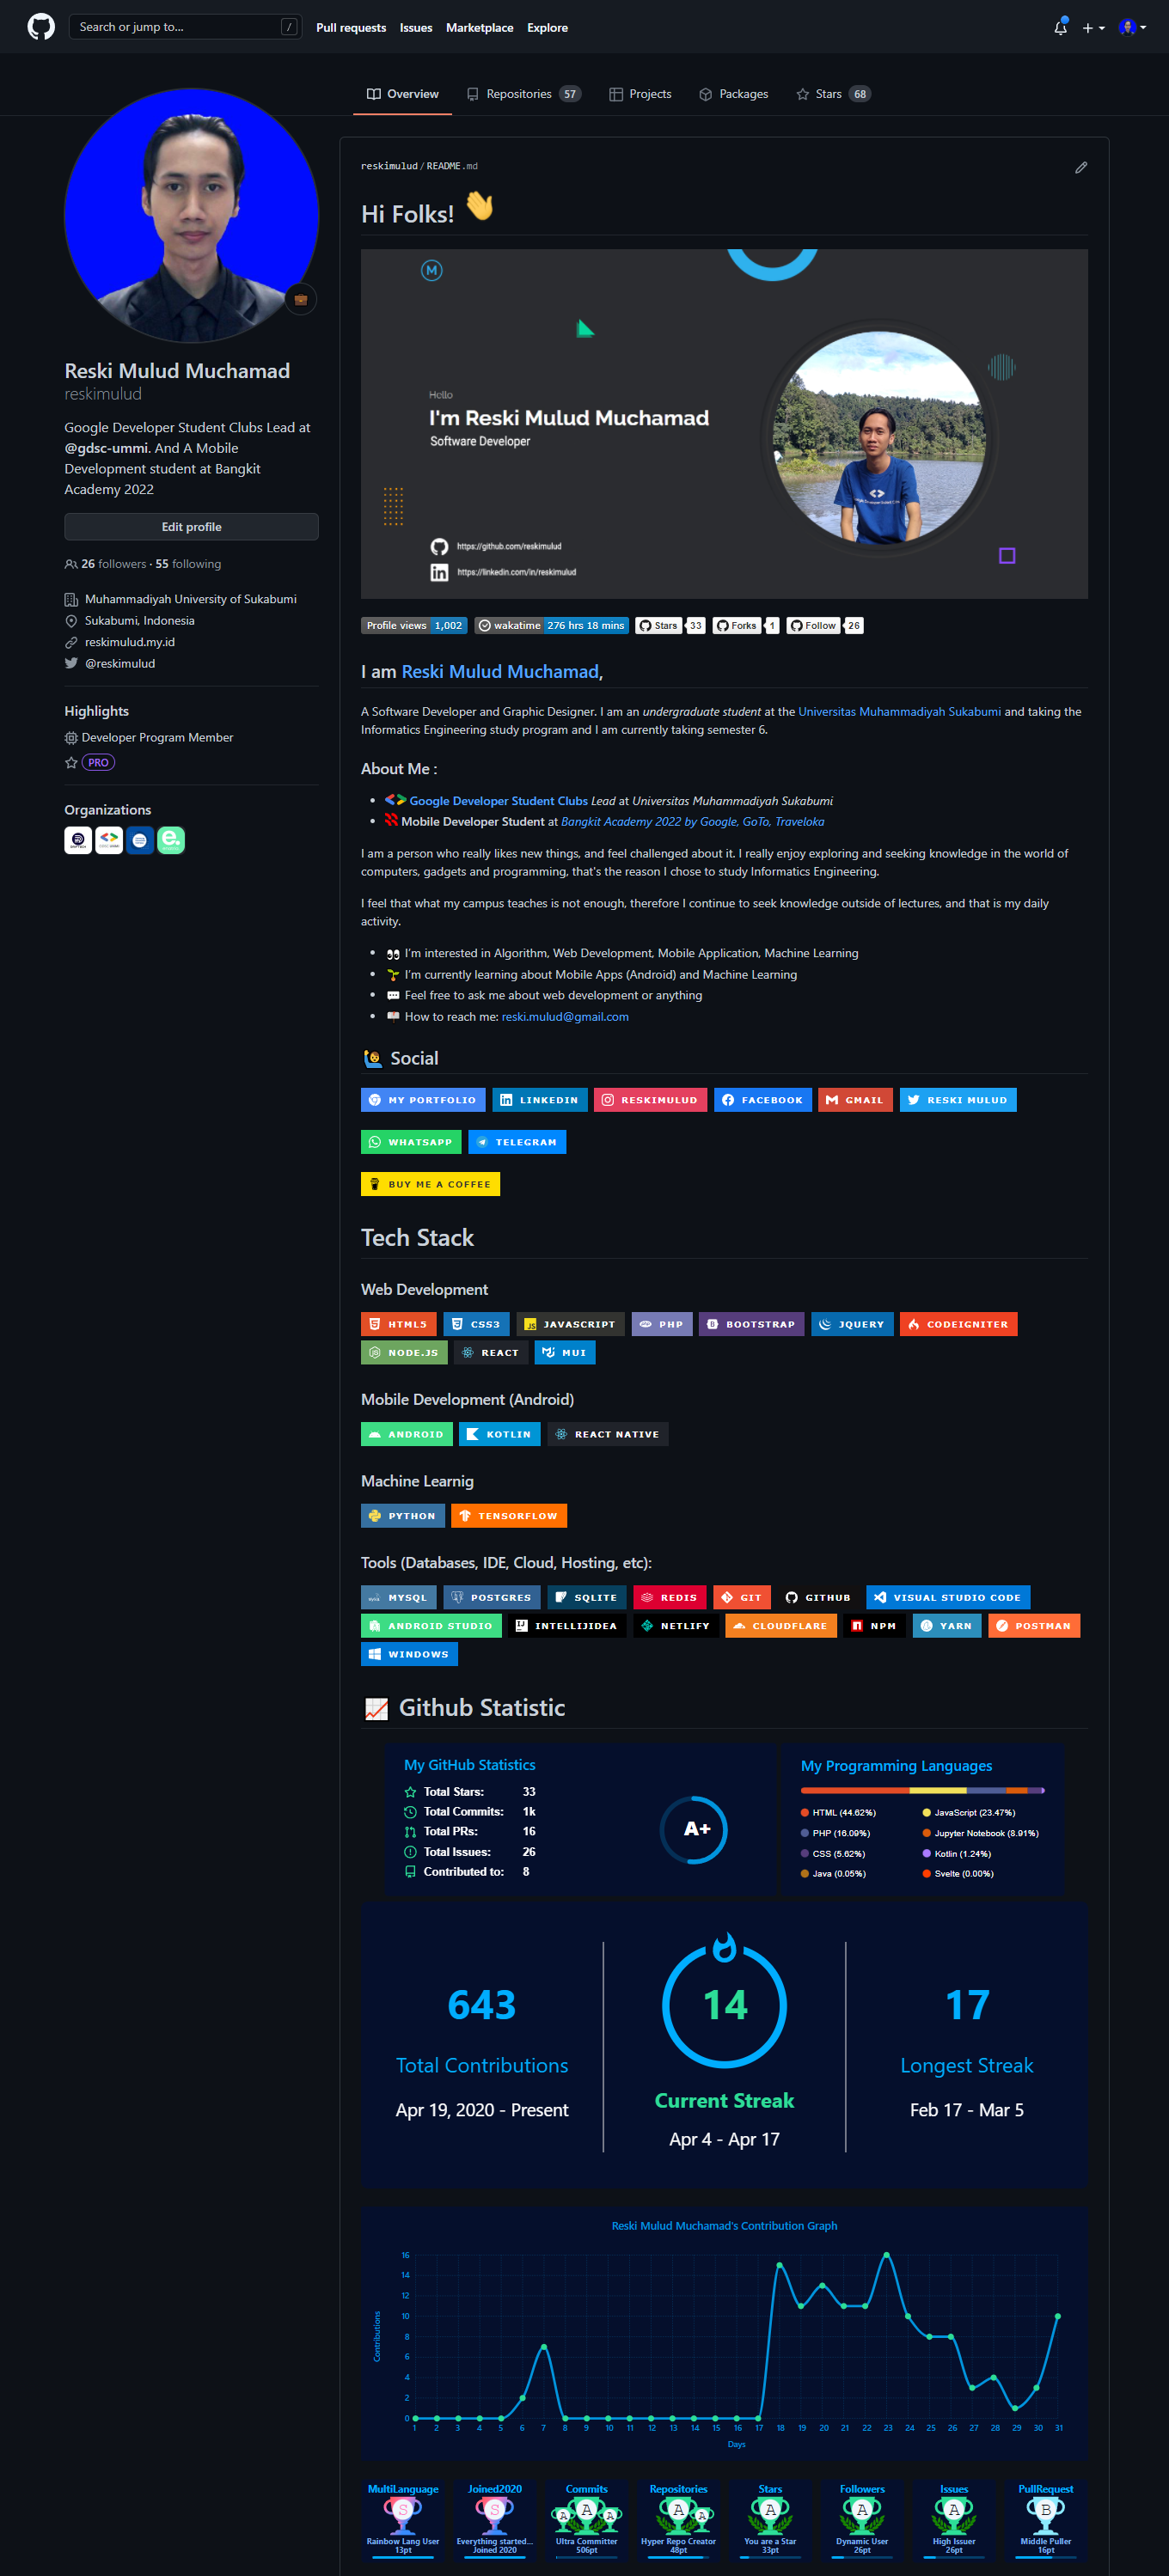 Search or jump to... /
Pull requests Issues Marketplace Explore
Overview Repositories 57 Projects Packages Stars 68
Reski Mulud Muchamad
reskimulud
Google Developer Student Clubs Lead at
@gdsc-ummi. And A Mobile
Development student at Bangkit
Academy 2022
Edit profile
26 followers · 55 following
Muhammadiyah University of Sukabumi
Sukabumi, Indonesia
reskimulud.my.id
@reskimulud
Highlights
Developer Program Member
PRO
Organizations
reskimulud/README.md
Hi Folks!
M
Hello
I'm Reski Mulud Muchamad
Software Developer
https://github.com/reskimulud
https://linkedin.com/in/reskimulud
Profile views 1,002 wakatime 276 hrs 18 mins Stars 33 Forks 1 Follow 26
I am Reski Mulud Muchamad,
A Software Developer and Graphic Designer. I am an undergraduate student at the Universitas Muhammadiyah Sukabumi and taking the
Informatics Engineering study program and I am currently taking semester 6.
About Me :
Google Developer Student Clubs Lead at Universitas Muhammadiyah Sukabumi
Mobile Developer Student at Bangkit Academy 2022 by Google, GoTo, Traveloka
I am a person who really likes new things, and feel challenged about it. I really enjoy exploring and seeking knowledge in the world of
computers, gadgets and programming, that's the reason I chose to study Informatics Engineering.
I feel that what my campus teaches is not enough, therefore I continue to seek knowledge outside of lectures, and that is my daily
activity.
I'm interested in Algorithm, Web Development, Mobile Application, Machine Learning
I'm currently learning about Mobile Apps (Android) and Machine Learning
Feel free to ask me about web development or anything
How to reach me: reski.mulud@gmail.com
Social
MY PORTFOLIO LINKEDIN RESKIMULUD FACEBOOK GMAIL RESKI MULUD
WHATSAPP TELEGRAM
BUY ME A COFFEE
Tech Stack
Web Development
HTML5 CSS3 JAVASCRIPT PHP BOOTSTRAP JQUERY CODEIGNITER
NODE.JS REACT MUI
Mobile Development (Android)
ANDROID KOTLIN REACT NATIVE
Machine Learnig
PYTHON TENSORFLOW
Tools (Databases, IDE, Cloud, Hosting, etc):
MYSQL POSTGRES SQLITE REDIS GIT GITHUB VISUAL STUDIO CODE
ANDROID STUDIO INTELLIJIDEA NETLIFY CLOUDFLARE NPM YARN POSTMAN
WINDOWS
Github Statistic
My GitHub Statistics
Total Stars: 33
Total Commits: 1k
Total PRs: 16
Total Issues: 26
Contributed to: 8
A+
My Programming Languages
HTML (44.62%) JavaScript (23.47%)
PHP (16.09%) Jupyter Notebook (8.91%)
CSS (5.62%) Kotlin (1.24%)
Java (0.05%) Svelte (0.00%)
643 14 17
Total Contributions Longest Streak
Current Streak
Apr 19, 2020 - Present Feb 17 - Mar 5
Apr 4 - Apr 17
Reski Mulud Muchamad's Contribution Graph
16
14
12
10
8
6
4
2
0
Contributions
1 2 3 4 5 6 7 8 9 10 11 12 13 14 15 16 17 18 19 20 21 22 23 24 25 26 27 28 29 30 31
Days
MultiLanguage Joined2020 Commits Repositories Stars Followers Issues PullRequest
S S A A A A A A A A B
Rainbow Lang User Everything started... Ultra Committer Hyper Repo Creator You are a Star Dynamic User High Issuer Middle Puller
13pt Joined 2020 506pt 48pt 33pt 26pt 26pt 16pt